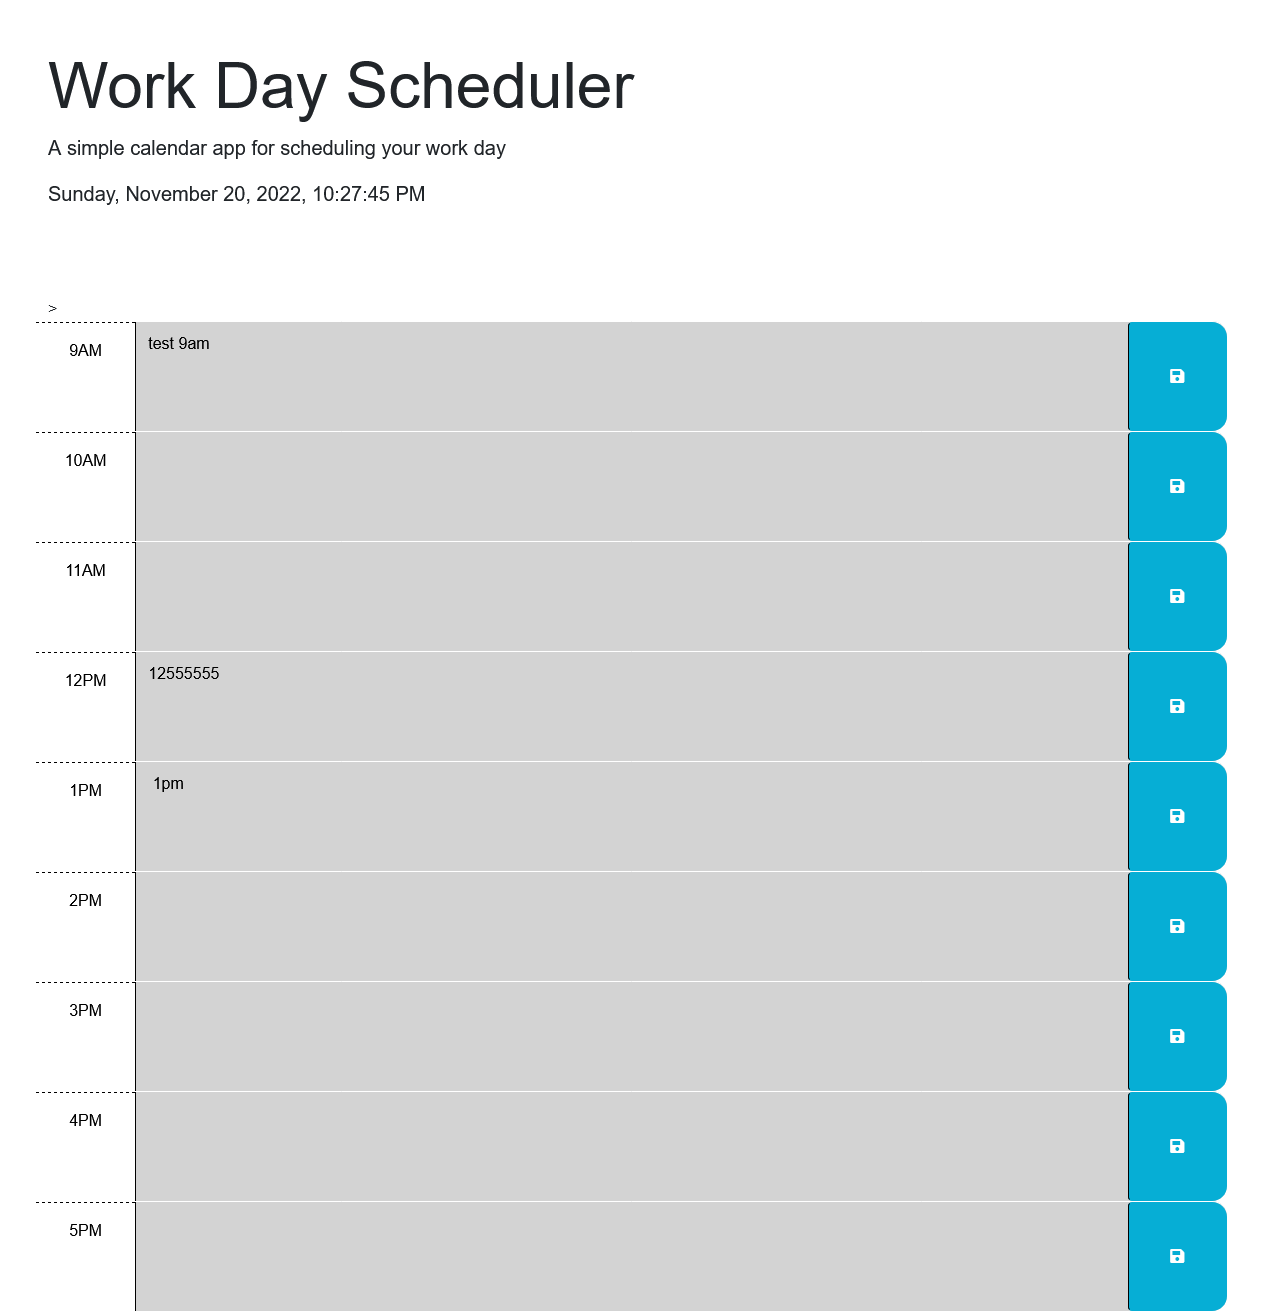 Work Day Scheduler
A simple calendar app for scheduling your work day
Sunday, November 20, 2022, 10:27:45 PM
>
9AM test 9am
10AM
11AM
12PM 12555555
1PM 1pm
2PM
3PM
4PM
5PM